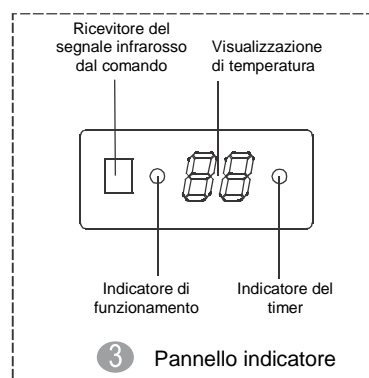 Ricevitore del
segnale infrarosso
dal comando
Visualizzazione
di temperatura
88
Indicatore di
funzionamento
Indicatore del
timer
3 Pannello indicatore